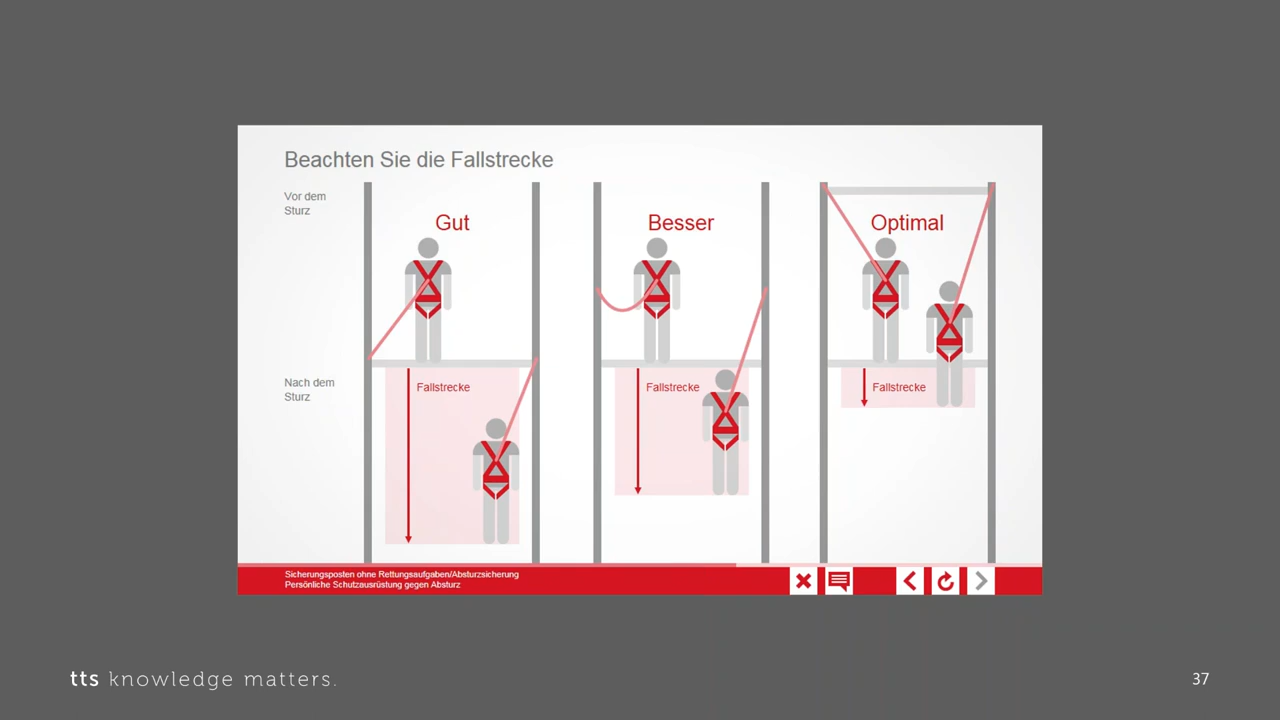 Beachten Sie die Fallstrecke
Vor dem
Sturz
Gut
Besser
Optimal
Nach dem
Sturz
Fallstrecke
Fallstrecke
Fallstrecke
Sicherungsposten ohne Rettungsaufgaben/Absturzsicherung
Persönliche Schutzausrüstung gegen Absturz
tts knowledge matters.
37